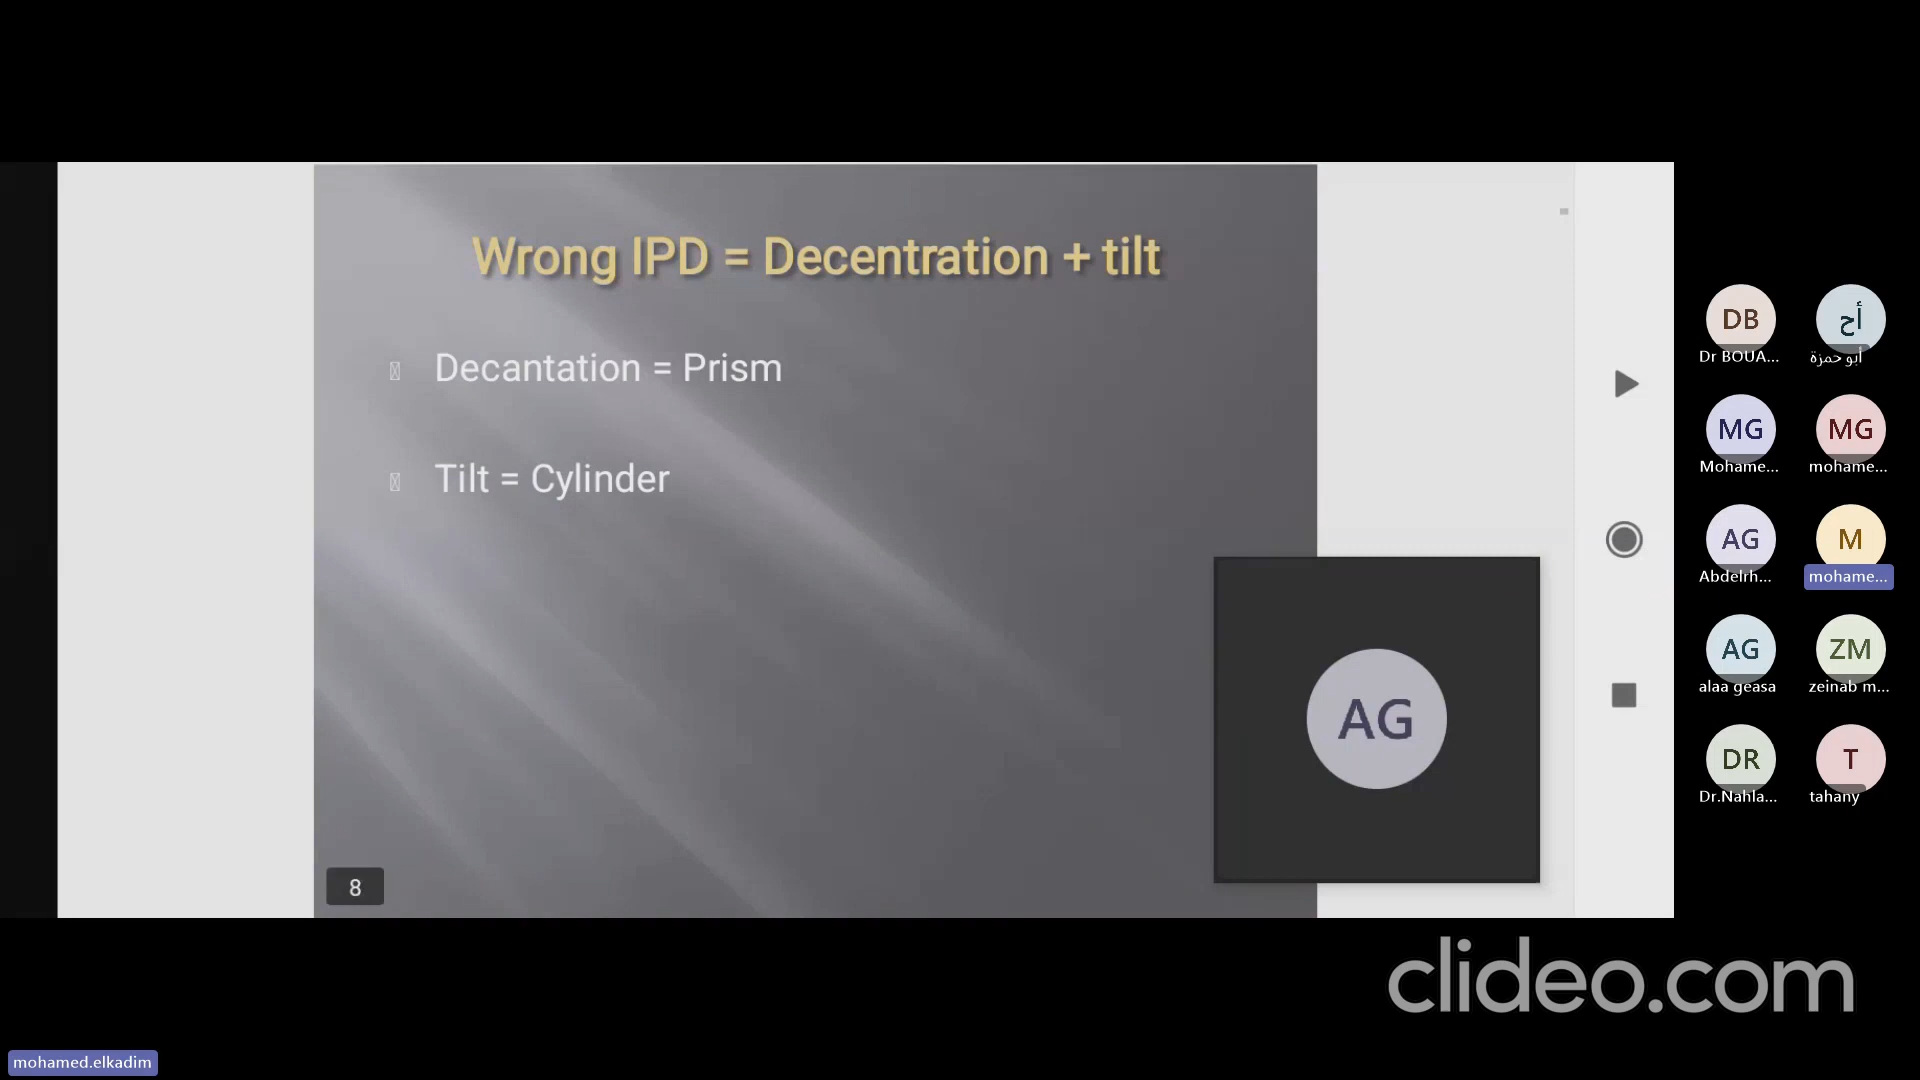 Wrong IPD = Decentration + tilt
Decantation = Prism
Tilt = Cylinder
8
AG
DB
Dr BOUA...
أح
أبو حمزة
MG
Mohame...
MG
mohame...
AG
Abdelrh...
M
mohame...
AG
alaa geasa
ZM
zeinab m...
DR
Dr.Nahla...
T
tahany
clideo.com
mohamed.elkadim